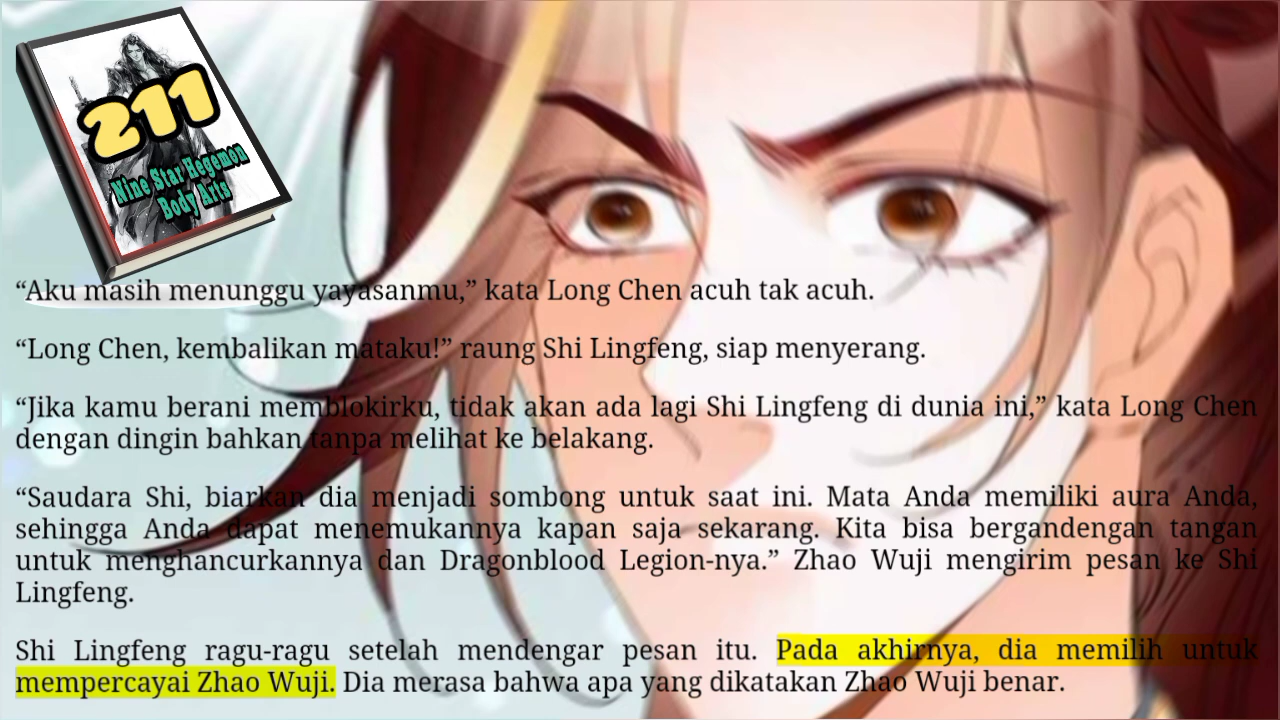 211
Nine Star Hegemon
Body Arts
“Aku masih menunggu yayasanmu,” kata Long Chen acuh tak acuh.
“Long Chen, kembalikan mataku!” raung Shi Lingfeng, siap menyerang.
“Jika kamu berani memblokirku, tidak akan ada lagi Shi Lingfeng di dunia ini,” kata Long Chen
dengan dingin bahkan tanpa melihat ke belakang.
“Saudara Shi, biarkan dia menjadi sombong untuk saat ini. Mata Anda memiliki aura Anda,
sehingga Anda dapat menemukannya kapan saja sekarang. Kita bisa bergandengan tangan
untuk menghancurkannya dan Dragonblood Legion-nya.” Zhao Wuji mengirim pesan ke Shi
Lingfeng.
Shi Lingfeng ragu-ragu setelah mendengar pesan itu. Pada akhirnya, dia memilih untuk
mempercayai Zhao Wuji. Dia merasa bahwa apa yang dikatakan Zhao Wuji benar.